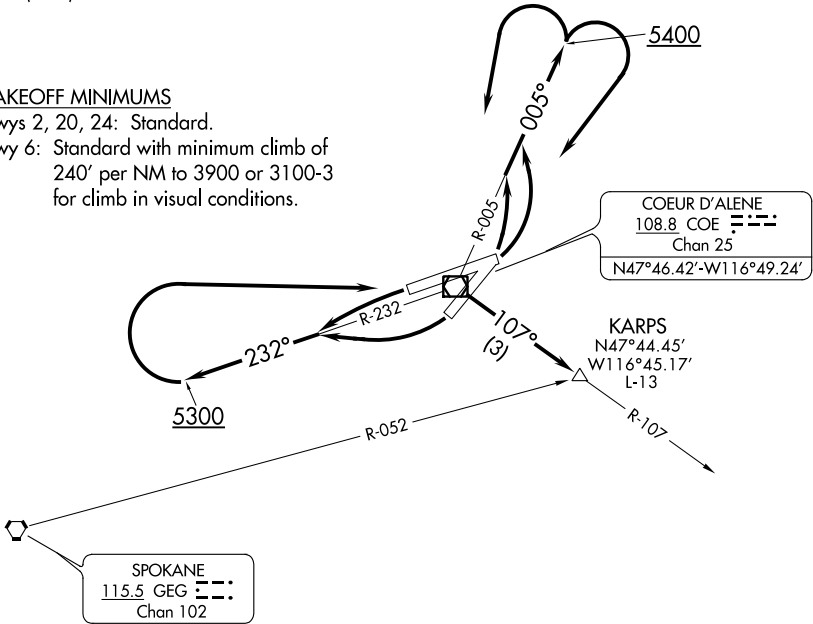 5400
AKEOFF MINIMUMS
wys 2, 20, 24: Standard.
wy 6: Standard with minimum climb of
240' per NM to 3900 or 3100-3
for climb in visual conditions.
005°
R-005
COEUR D'ALENE
108.8 COE
Chan 25
N47°46.42'-W116°49.24'
R-232
232°
5300
107°
(3)
KARPS
N47°44.45'
W116°45.17'
L-13
R-052
R-107
SPOKANE
115.5 GEG
Chan 102